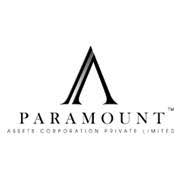 PARAMOUNT™
ASSETS CORPORATION PRIVATE LIMITED